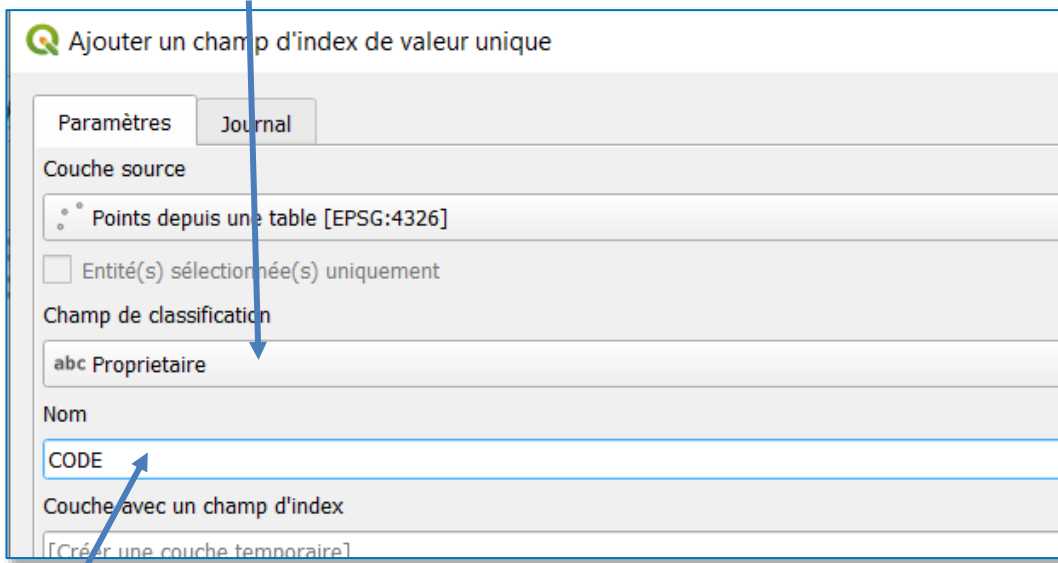 Ajouter un champ d'index de valeur unique
Paramètres
Journal
Couche source
Points depuis une table [EPSG:4326]
Entité(s) sélectionnée(s) uniquement
Champ de classification
abc Proprietaire
Nom
CODE
Couche avec un champ d'index
[Créer une couche temporaire]